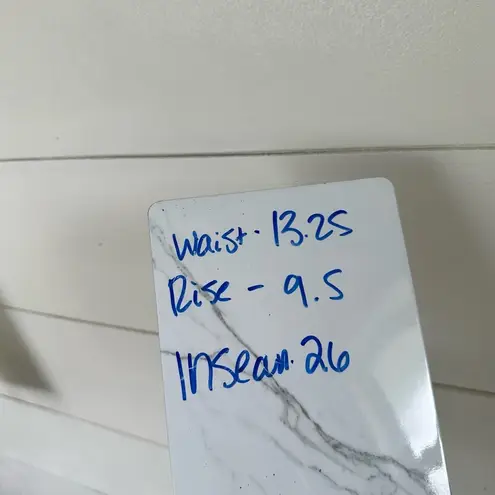 Waist - 13.25
Rise - 9.5
Inseam. 26